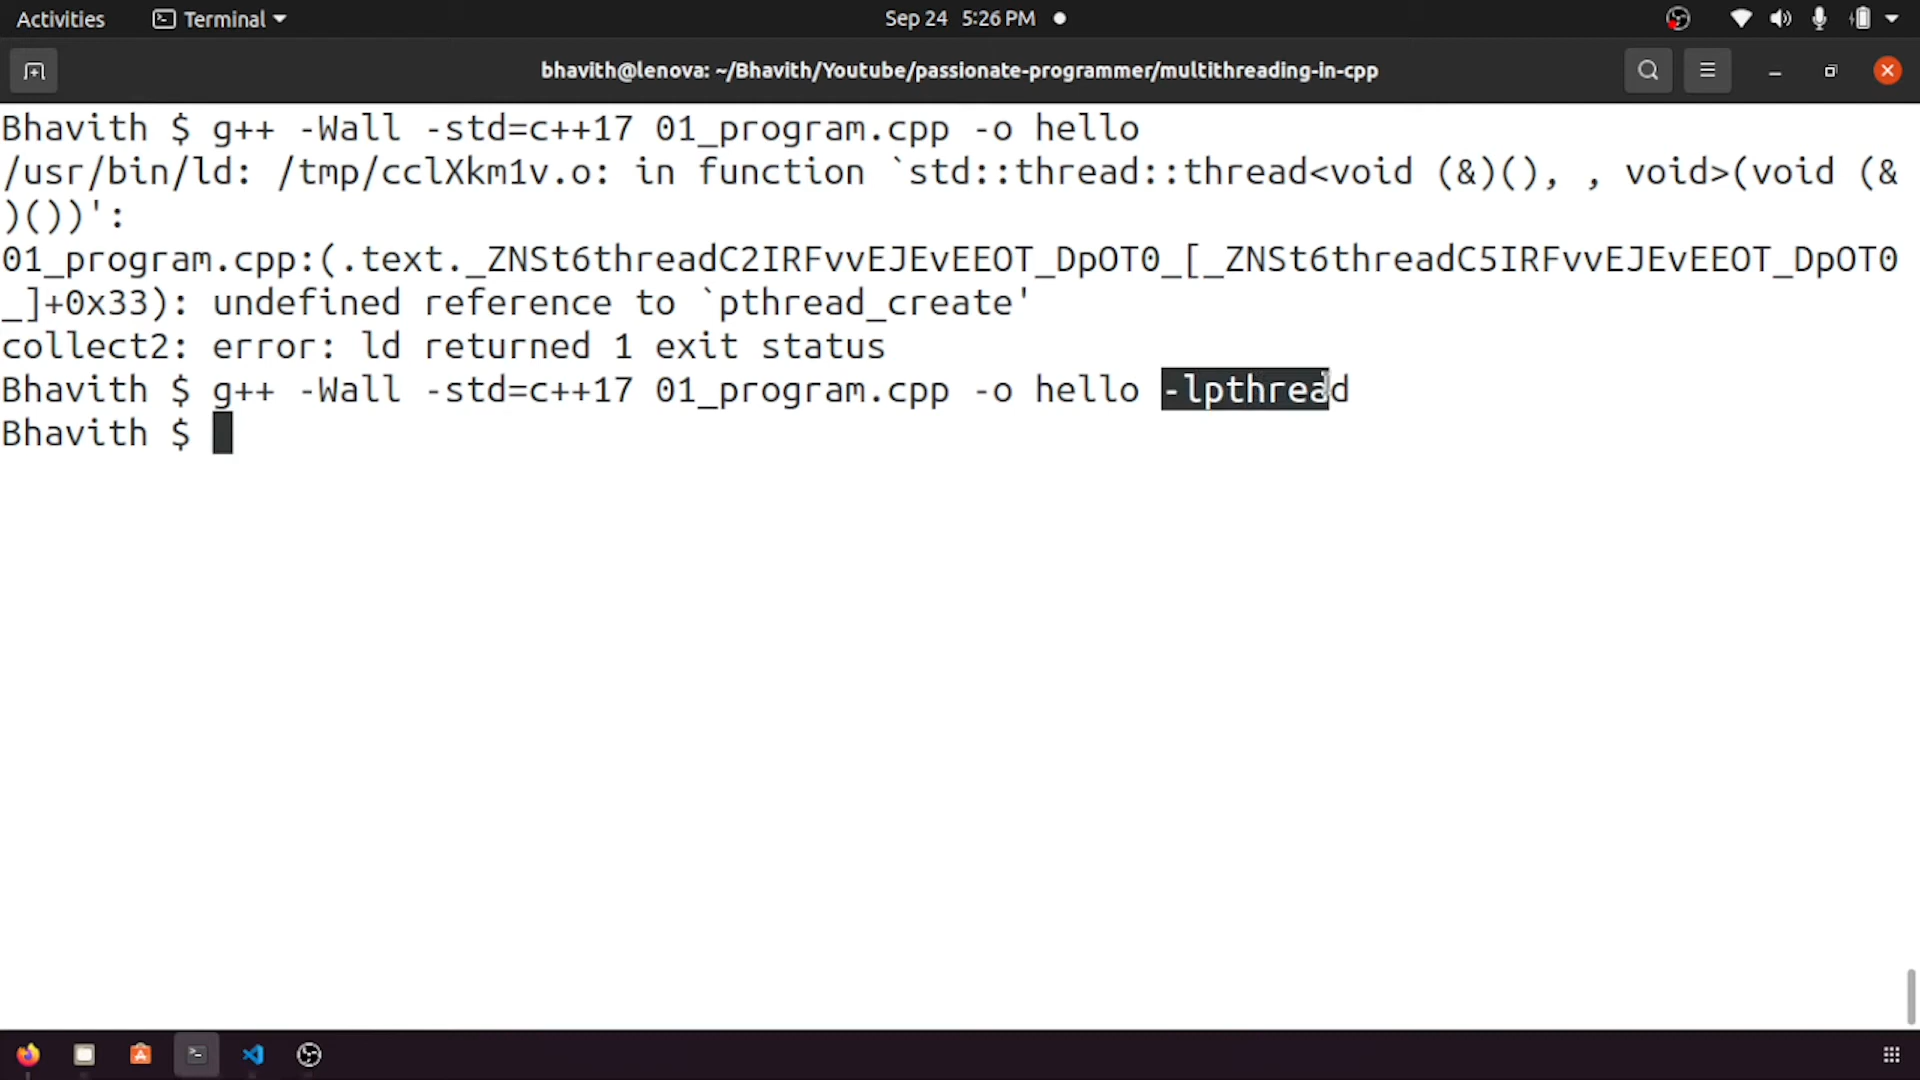 Activities
Terminal
Sep 24 5:26 PM
bhavith@lenova: ~/Bhavith/Youtube/passionate-programmer/multithreading-in-cpp
Bhavith $ g++ -Wall -std=c++17 01_program.cpp -o hello
/usr/bin/ld: /tmp/cclXkm1v.o: in function `std::thread::thread<void (&)(), , void>(void (&
)())':
01_program.cpp:(.text._ZNSt6threadC2IRFvvEJEvEEOT_DpOT0_[_ZNSt6threadC5IRFvvEJEvEEOT_DpOT0
_]+0x33): undefined reference to `pthread_create'
collect2: error: ld returned 1 exit status
Bhavith $ g++ -Wall -std=c++17 01_program.cpp -o hello -lpthread
Bhavith $